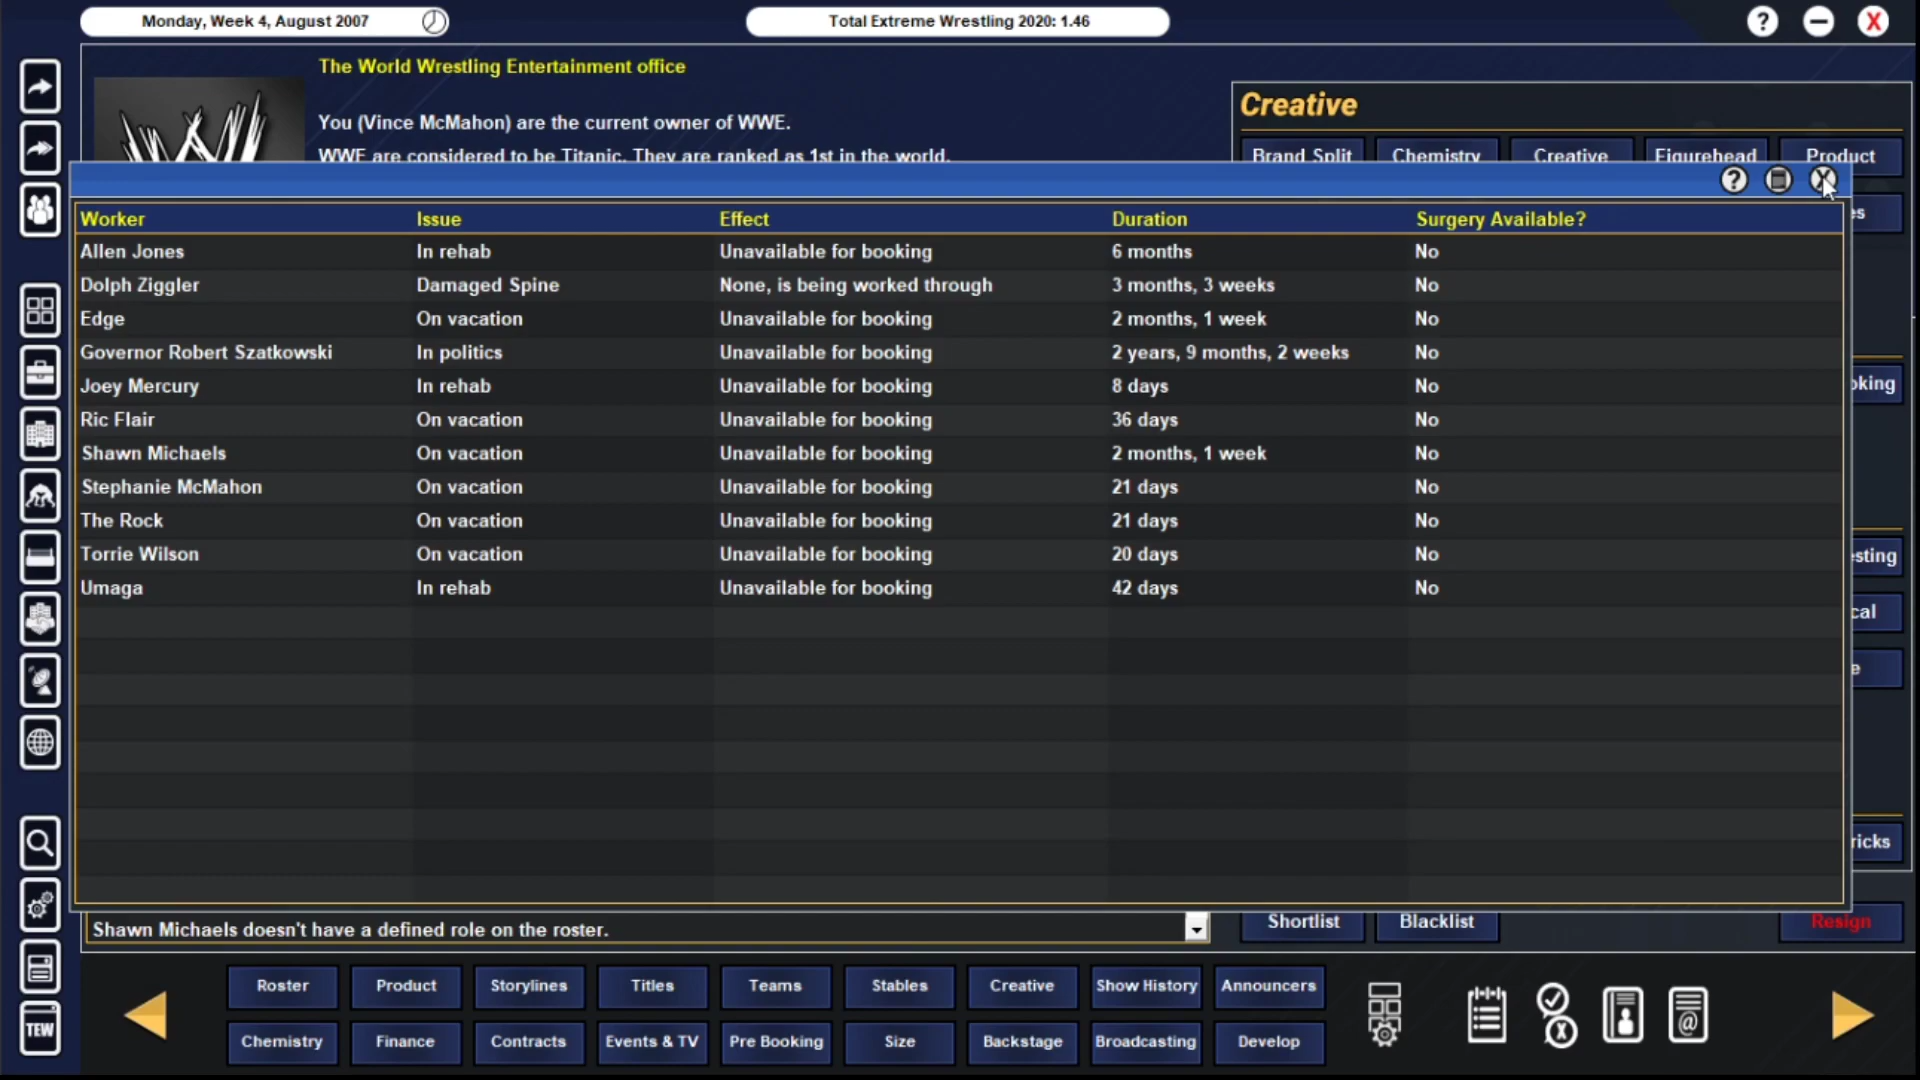 Monday, Week 4, August 2007
Total Extreme Wrestling 2020: 1.46
?
X
The World Wrestling Entertainment office
You (Vince McMahon) are the current owner of WWE.
WWE are considered to be Titanic. They are ranked as 1st in the world.
Creative
Brand Split Chemistry Creative Figurehead Product
?
X
Worker Issue Effect Duration Surgery Available?
Allen Jones In rehab Unavailable for booking 6 months No
Dolph Ziggler Damaged Spine None, is being worked through 3 months, 3 weeks No
Edge On vacation Unavailable for booking 2 months, 1 week No
Governor Robert Szatkowski In politics Unavailable for booking 2 years, 9 months, 2 weeks No
Joey Mercury In rehab Unavailable for booking 8 days No
Ric Flair On vacation Unavailable for booking 36 days No
Shawn Michaels On vacation Unavailable for booking 2 months, 1 week No
Stephanie McMahon On vacation Unavailable for booking 21 days No
The Rock On vacation Unavailable for booking 21 days No
Torrie Wilson On vacation Unavailable for booking 20 days No
Umaga In rehab Unavailable for booking 42 days No
es
oking
sting
cal
e
ricks
Shawn Michaels doesn't have a defined role on the roster.
Shortlist Blacklist Resign
Roster Product Storylines Titles Teams Stables Creative Show History Announcers
Chemistry Finance Contracts Events & TV Pre Booking Size Backstage Broadcasting Develop
TEW